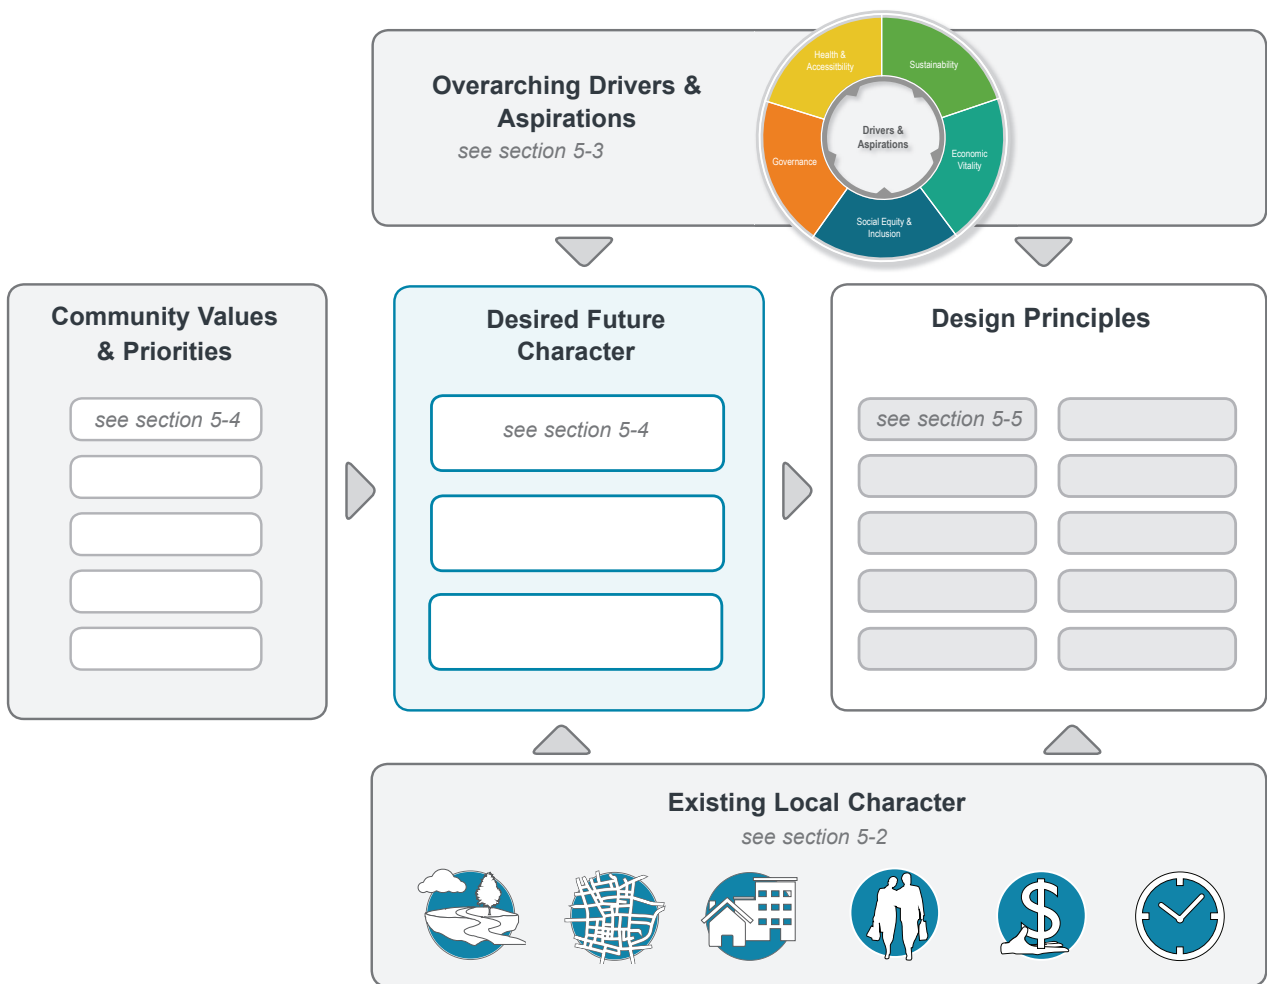 Overarching Drivers &
Aspirations
see section 5-3
Health &
Accessitbility
Sustainability
Drivers &
Aspirations
Governance
Economic
Vitality
Social Equity &
Inclusion
Community Values
& Priorities
see section 5-4
Desired Future
Character
see section 5-4
Design Principles
see section 5-5
Existing Local Character
see section 5-2
$